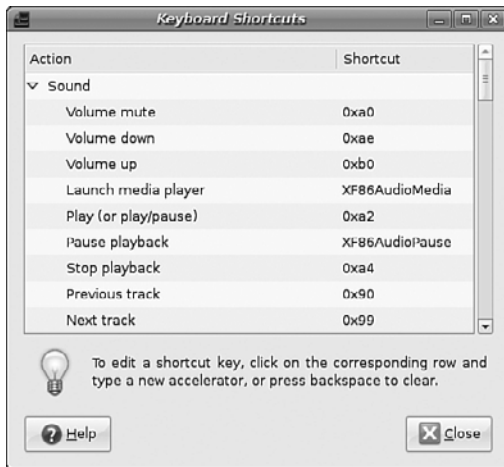 Keyboard Shortcuts
Action Shortcut
Sound
Volume mute 0xa0
Volume down 0xae
Volume up 0xb0
Launch media player XF86AudioMedia
Play (or play/pause) 0xa2
Pause playback XF86AudioPause
Stop playback 0xa4
Previous track 0x90
Next track 0x99
To edit a shortcut key, click on the corresponding row and
type a new accelerator, or press backspace to clear.
Help Close